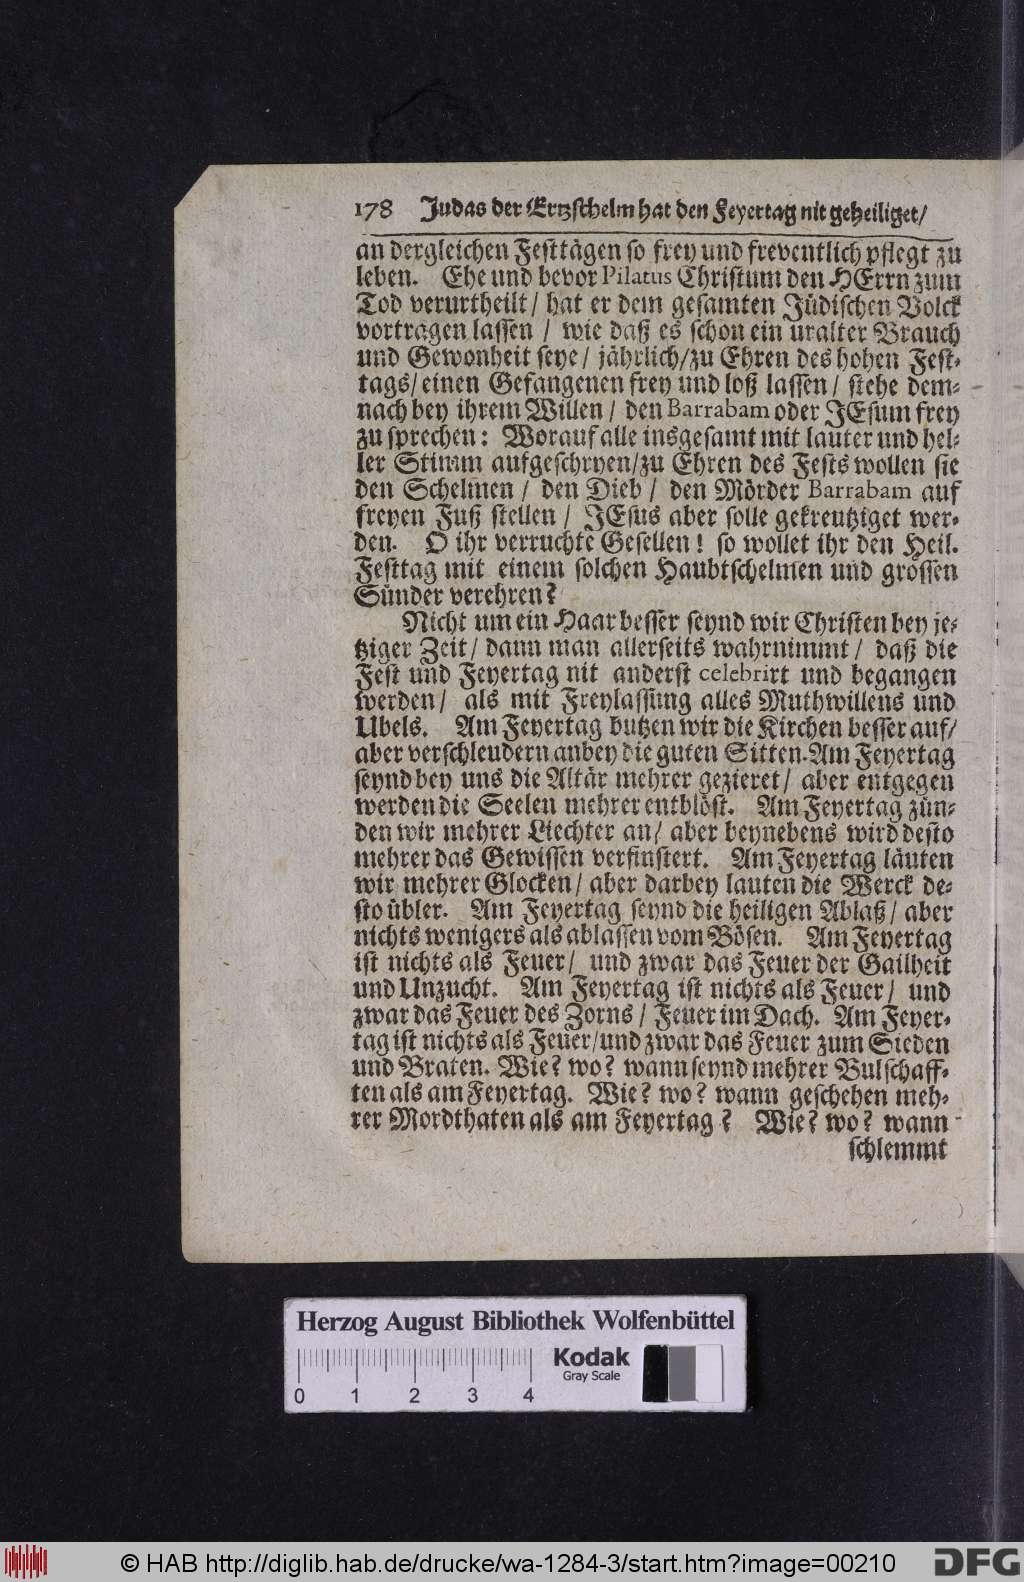 178 Judas der Ertzschelm hat den Feyertag nit geheiliget/
an dergleichen Festtägen so frey und freventlich pflegt zu
leben. Ehe und bevor Pilatus Christum den HErrn zum
Tod verurtheilt / hat er dem gesamten Jüdischen Volck
vortragen lassen / wie daß es schon ein uralter Brauch
und Gewonheit seye / jährlich/zu Ehren des hohen Fest-
tags/ einen Gefangenen frey und loß lassen / stehe dem-
nach bey ihrem Willen / den Barrabam oder JEsum frey
zu sprechen: Worauf alle insgesamt mit lauter und hel-
ler Stimm aufgeschryen/zu Ehren des Fests wollen sie
den Schelmen / den Dieb / den Mörder Barrabam auf
freyen Fuß stellen / JEsus aber solle gekreutziget wer-
den. O ihr verruchte Gesellen! so wollet ihr den Heil.
Festtag mit einem solchen Haubtschelmen und grossen
Sünder verehren?
Nicht um ein Haar besser seynd wir Christen bey je-
tziger Zeit/ dann man allerseits wahrnimmt / daß die
Fest und Feyertag nit anderst celebrirt und begangen
werden/ als mit Freylassung alles Muthwillens und
Ubels. Am Feyertag butzen wir die Kirchen besser auf/
aber verschleudern anbey die guten Sitten. Am Feyertag
seynd bey uns die Altär mehrer gezieret/ aber entgegen
werden die Seelen mehrer entblöst. Am Feyertag zün-
den wir mehrer Liechter an/ aber beynebens wird desto
mehrer das Gewissen verfinstert. Am Feyertag läuten
wir mehrer Glocken/ aber darbey lauten die Werck de-
sto übler. Am Feyertag seynd die heiligen Ablaß/ aber
nichts wenigers als ablassen vom Bösen. Am Feyertag
ist nichts als Feuer/ und zwar das Feuer der Gailheit
und Unzucht. Am Feyertag ist nichts als Feuer/ und
zwar das Feuer des Zorns / Feuer im Dach. Am Feyer-
tag ist nichts als Feuer/und zwar das Feuer zum Sieden
und Braten. Wie? wo? wann seynd mehrer Bulschaff-
ten als am Feyertag. Wie? wo? wann geschehen meh-
rer Mordthaten als am Feyertag? Wie? wo? wann
schlemmt
Herzog August Bibliothek Wolfenbüttel
Kodak
Gray Scale
0 1 2 3 4
© HAB http://diglib.hab.de/drucke/wa-1284-3/start.htm?image=00210
DFG